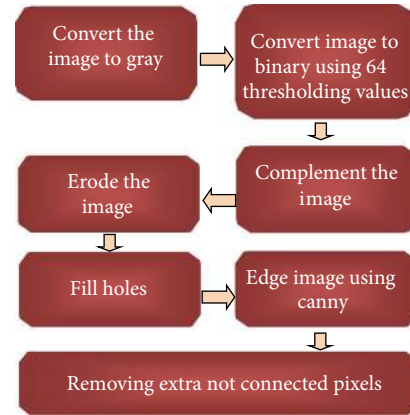 Convert the
image to gray
Convert image to
binary using 64
thresholding values
Complement the
image
Erode the
image
Fill holes
Edge image using
canny
Removing extra not connected pixels